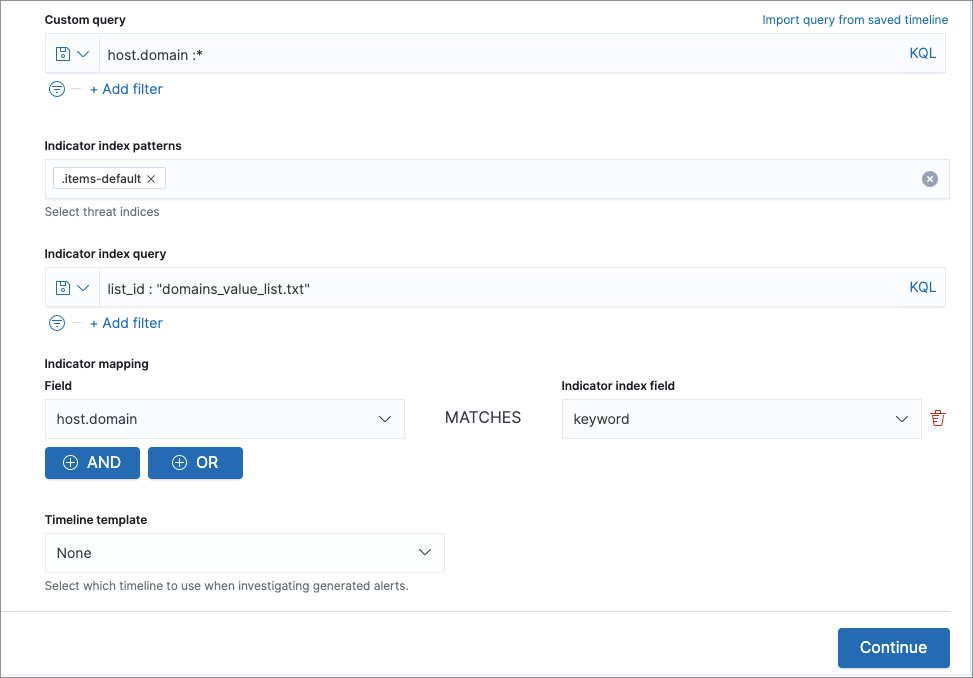 Custom query
Import query from saved timeline
host.domain :*
KQL
+ Add filter
Indicator index patterns
.items-default
Select threat indices
Indicator index query
list_id : "domains_value_list.txt"
KQL
+ Add filter
Indicator mapping
Field
Indicator index field
host.domain
MATCHES
keyword
AND
OR
Timeline template
None
Select which timeline to use when investigating generated alerts.
Continue